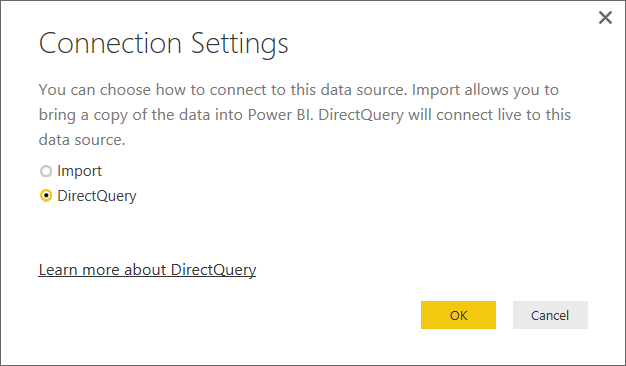 Connection Settings
You can choose how to connect to this data source. Import allows you to
bring a copy of the data into Power BI. DirectQuery will connect live to this
data source.
Import
DirectQuery
Learn more about DirectQuery
OK Cancel